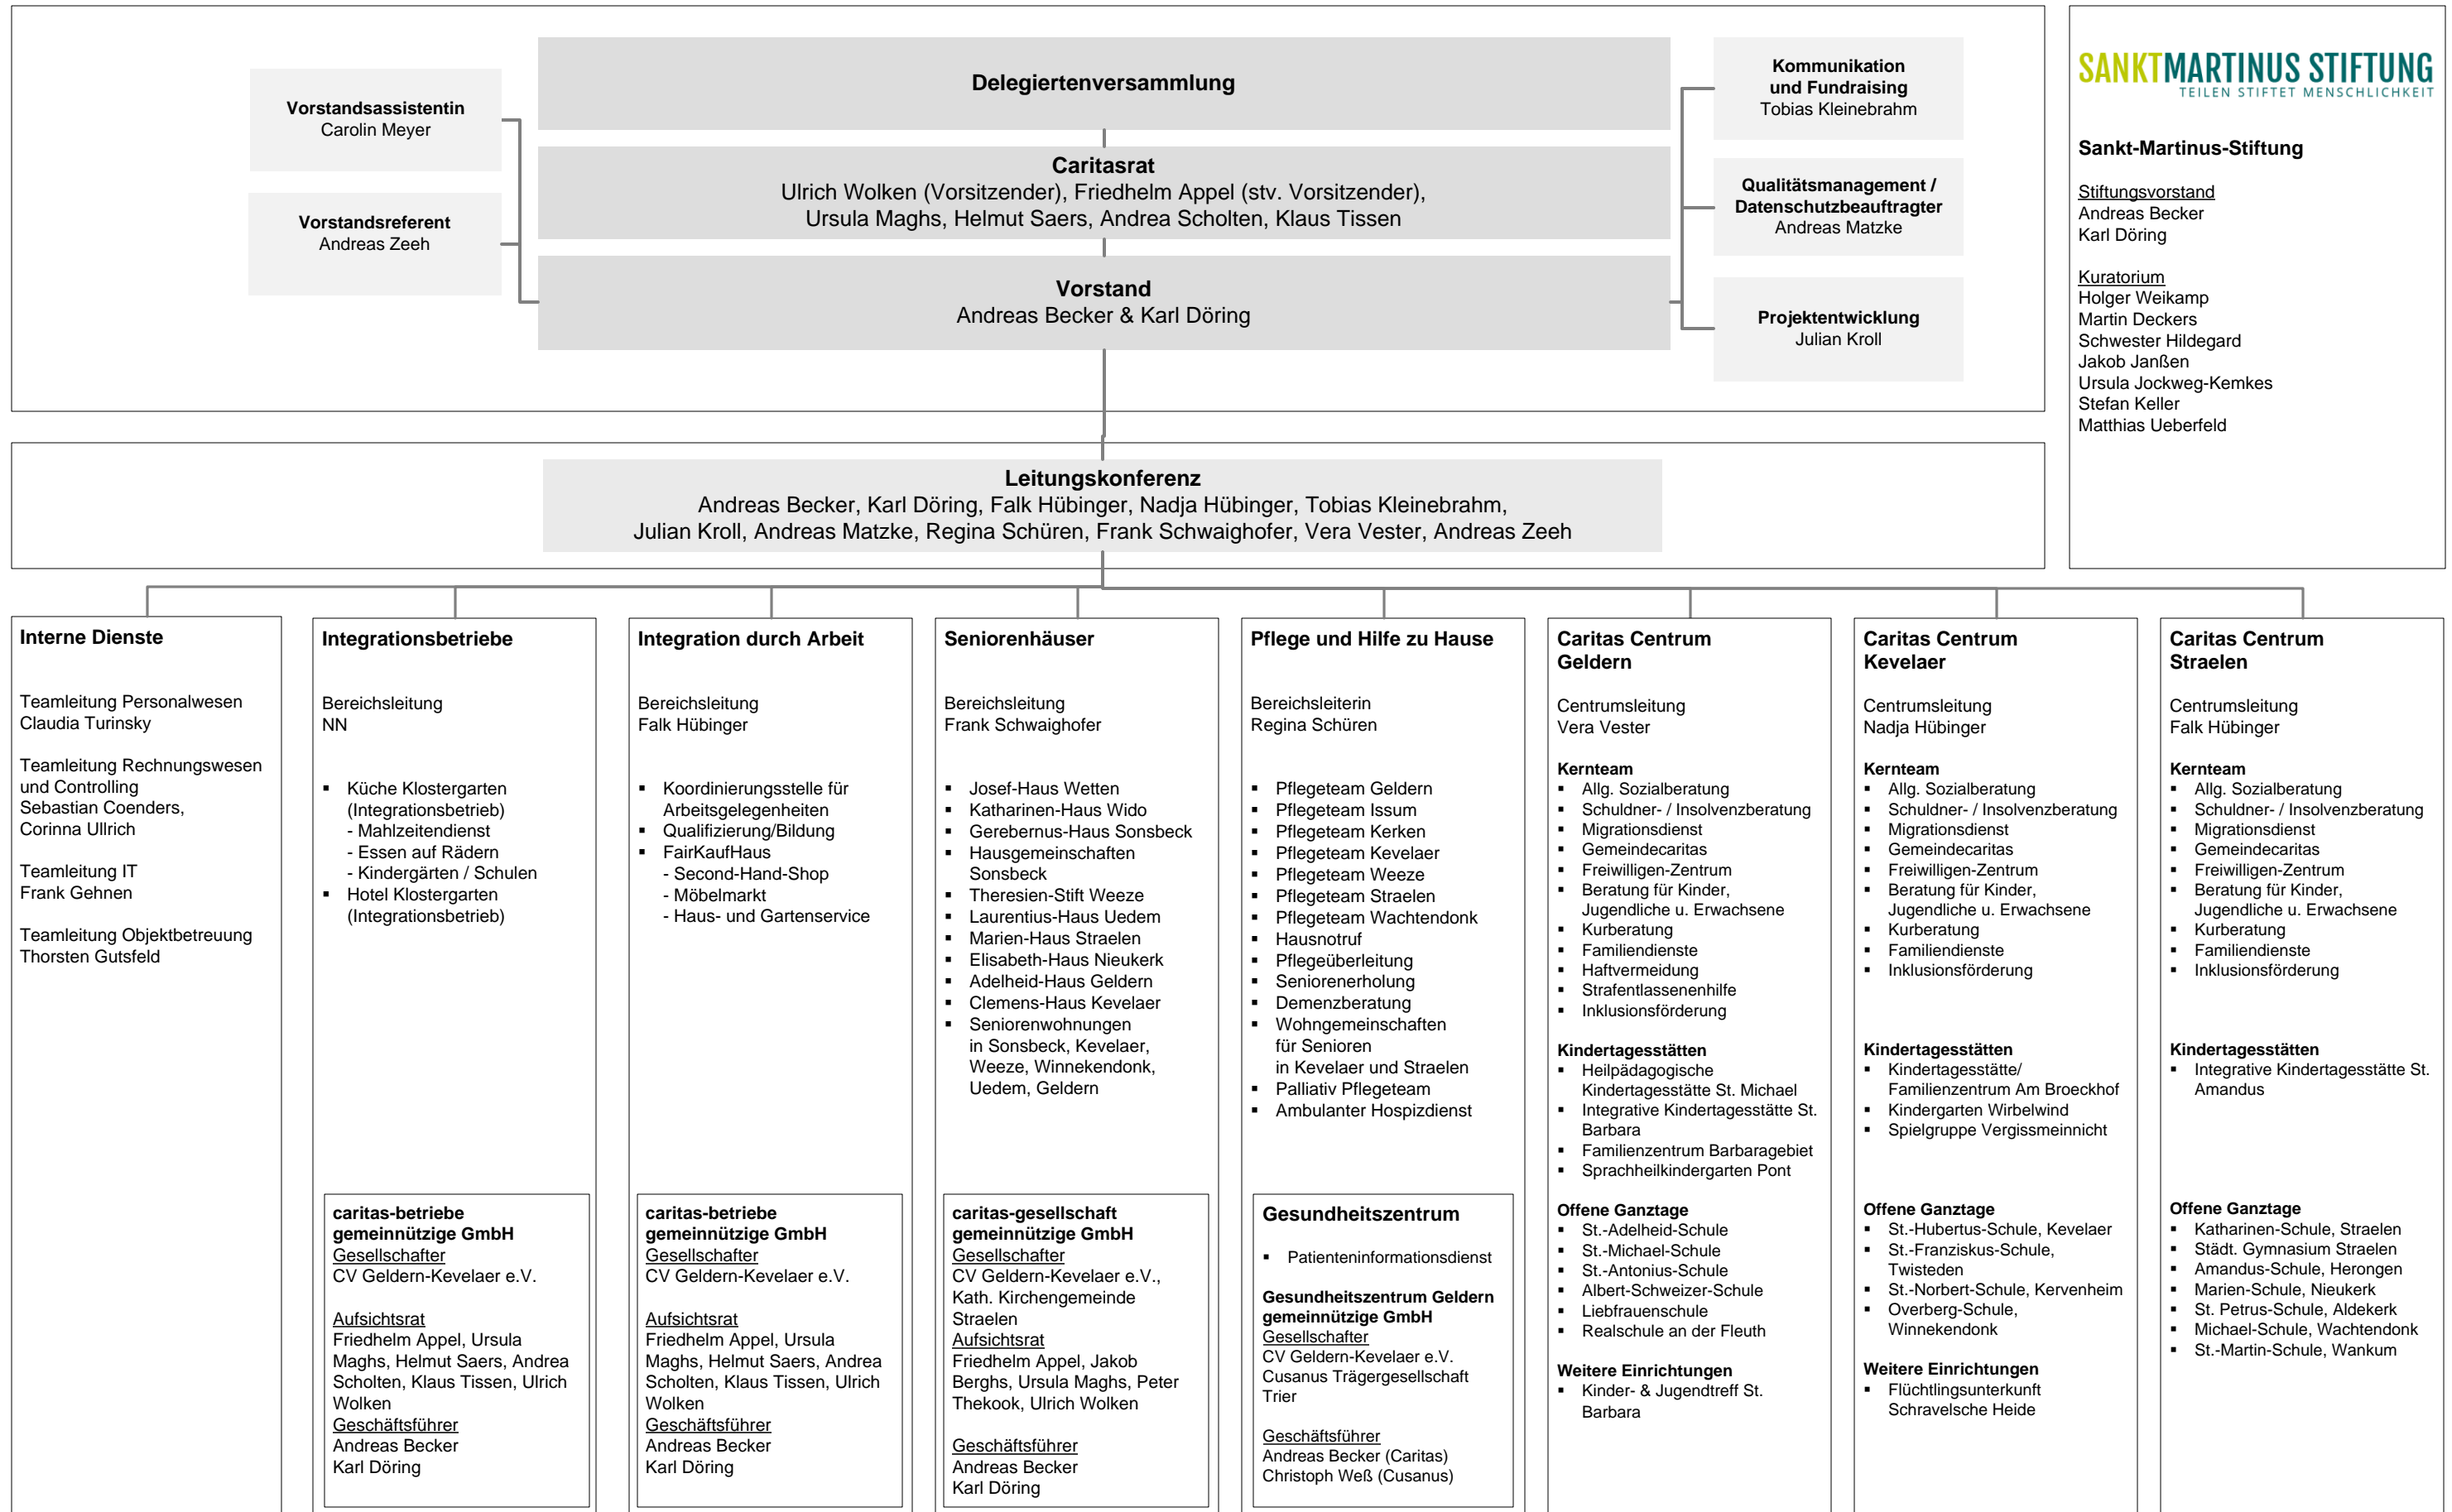 Delegiertenversammlung
Vorstandsassistentin
Carolin Meyer
Vorstandsreferent
Andreas Zeeh
Caritasrat
Ulrich Wolken (Vorsitzender), Friedhelm Appel (stv. Vorsitzender),
Ursula Maghs, Helmut Saers, Andrea Scholten, Klaus Tissen
Vorstand
Andreas Becker & Karl Döring
Kommunikation
und Fundraising
Tobias Kleinebrahm
Qualitätsmanagement /
Datenschutzbeauftragter
Andreas Matzke
Projektentwicklung
Julian Kroll
SANKTMARTINUS STIFTUNG
TEILEN STIFTET MENSCHLICHKEIT
Sankt-Martinus-Stiftung
Stiftungsvorstand
Andreas Becker
Karl Döring
Kuratorium
Holger Weikamp
Martin Deckers
Schwester Hildegard
Jakob Janßen
Ursula Jockweg-Kemkes
Stefan Keller
Matthias Ueberfeld
Leitungskonferenz
Andreas Becker, Karl Döring, Falk Hübinger, Nadja Hübinger, Tobias Kleinebrahm,
Julian Kroll, Andreas Matzke, Regina Schüren, Frank Schwaighofer, Vera Vester, Andreas Zeeh
Interne Dienste
Teamleitung Personalwesen
Claudia Turinsky
Teamleitung Rechnungswesen
und Controlling
Sebastian Coenders,
Corinna Ullrich
Teamleitung IT
Frank Gehnen
Teamleitung Objektbetreuung
Thorsten Gutsfeld
Integrationsbetriebe
Bereichsleitung
NN
▪ Küche Klostergarten
(Integrationsbetrieb)
- Mahlzeitendienst
- Essen auf Rädern
- Kindergärten / Schulen
▪ Hotel Klostergarten
(Integrationsbetrieb)
caritas-betriebe
gemeinnützige GmbH
Gesellschafter
CV Geldern-Kevelaer e.V.
Aufsichtsrat
Friedhelm Appel, Ursula
Maghs, Helmut Saers, Andrea
Scholten, Klaus Tissen, Ulrich
Wolken
Geschäftsführer
Andreas Becker
Karl Döring
Integration durch Arbeit
Bereichsleitung
Falk Hübinger
▪ Koordinierungsstelle für
Arbeitsgelegenheiten
▪ Qualifizierung/Bildung
▪ FairKaufHaus
- Second-Hand-Shop
- Möbelmarkt
- Haus- und Gartenservice
caritas-betriebe
gemeinnützige GmbH
Gesellschafter
CV Geldern-Kevelaer e.V.
Aufsichtsrat
Friedhelm Appel, Ursula
Maghs, Helmut Saers, Andrea
Scholten, Klaus Tissen, Ulrich
Wolken
Geschäftsführer
Andreas Becker
Karl Döring
Seniorenhäuser
Bereichsleitung
Frank Schwaighofer
▪ Josef-Haus Wetten
▪ Katharinen-Haus Wido
▪ Gerebernus-Haus Sonsbeck
▪ Hausgemeinschaften
Sonsbeck
▪ Theresien-Stift Weeze
▪ Laurentius-Haus Uedem
▪ Marien-Haus Straelen
▪ Elisabeth-Haus Nieukerk
▪ Adelheid-Haus Geldern
▪ Clemens-Haus Kevelaer
▪ Seniorenwohnungen
in Sonsbeck, Kevelaer,
Weeze, Winnekendonk,
Uedem, Geldern
caritas-gesellschaft
gemeinnützige GmbH
Gesellschafter
CV Geldern-Kevelaer e.V.,
Kath. Kirchengemeinde
Straelen
Aufsichtsrat
Friedhelm Appel, Jakob
Berghs, Ursula Maghs, Peter
Thekook, Ulrich Wolken
Geschäftsführer
Andreas Becker
Karl Döring
Pflege und Hilfe zu Hause
Bereichsleiterin
Regina Schüren
▪ Pflegeteam Geldern
▪ Pflegeteam Issum
▪ Pflegeteam Kerken
▪ Pflegeteam Kevelaer
▪ Pflegeteam Weeze
▪ Pflegeteam Straelen
▪ Pflegeteam Wachtendonk
▪ Hausnotruf
▪ Pflegeüberleitung
▪ Seniorenerholung
▪ Demenzberatung
▪ Wohngemeinschaften
für Senioren
in Kevelaer und Straelen
▪ Palliativ Pflegeteam
▪ Ambulanter Hospizdienst
Gesundheitszentrum
▪ Patienteninformationsdienst
Gesundheitszentrum Geldern
gemeinnützige GmbH
Gesellschafter
CV Geldern-Kevelaer e.V.
Cusanus Trägergesellschaft
Trier
Geschäftsführer
Andreas Becker (Caritas)
Christoph Weß (Cusanus)
Caritas Centrum
Geldern
Centrumsleitung
Vera Vester
Kernteam
▪ Allg. Sozialberatung
▪ Schuldner- / Insolvenzberatung
▪ Migrationsdienst
▪ Gemeindecaritas
▪ Freiwilligen-Zentrum
▪ Beratung für Kinder,
Jugendliche u. Erwachsene
▪ Kurberatung
▪ Familiendienste
▪ Haftvermeidung
▪ Strafentlassenenhilfe
▪ Inklusionsförderung
Kindertagesstätten
▪ Heilpädagogische
Kindertagesstätte St. Michael
▪ Integrative Kindertagesstätte St.
Barbara
▪ Familienzentrum Barbaragebiet
▪ Sprachheilkindergarten Pont
Offene Ganztage
▪ St.-Adelheid-Schule
▪ St.-Michael-Schule
▪ St.-Antonius-Schule
▪ Albert-Schweizer-Schule
▪ Liebfrauenschule
▪ Realschule an der Fleuth
Weitere Einrichtungen
▪ Kinder- & Jugendtreff St.
Barbara
Caritas Centrum
Kevelaer
Centrumsleitung
Nadja Hübinger
Kernteam
▪ Allg. Sozialberatung
▪ Schuldner- / Insolvenzberatung
▪ Migrationsdienst
▪ Gemeindecaritas
▪ Freiwilligen-Zentrum
▪ Beratung für Kinder,
Jugendliche u. Erwachsene
▪ Kurberatung
▪ Familiendienste
▪ Inklusionsförderung
Kindertagesstätten
▪ Kindertagesstätte/
Familienzentrum Am Broeckhof
▪ Kindergarten Wirbelwind
▪ Spielgruppe Vergissmeinnicht
Offene Ganztage
▪ St.-Hubertus-Schule, Kevelaer
▪ St.-Franziskus-Schule,
Twisteden
▪ St.-Norbert-Schule, Kervenheim
▪ Overberg-Schule,
Winnekendonk
Weitere Einrichtungen
▪ Flüchtlingsunterkunft
Schravelsche Heide
Caritas Centrum
Straelen
Centrumsleitung
Falk Hübinger
Kernteam
▪ Allg. Sozialberatung
▪ Schuldner- / Insolvenzberatung
▪ Migrationsdienst
▪ Gemeindecaritas
▪ Freiwilligen-Zentrum
▪ Beratung für Kinder,
Jugendliche u. Erwachsene
▪ Kurberatung
▪ Familiendienste
▪ Inklusionsförderung
Kindertagesstätten
▪ Integrative Kindertagesstätte St.
Amandus
Offene Ganztage
▪ Katharinen-Schule, Straelen
▪ Städt. Gymnasium Straelen
▪ Amandus-Schule, Herongen
▪ Marien-Schule, Nieukerk
▪ St. Petrus-Schule, Aldekerk
▪ Michael-Schule, Wachtendonk
▪ St.-Martin-Schule, Wankum